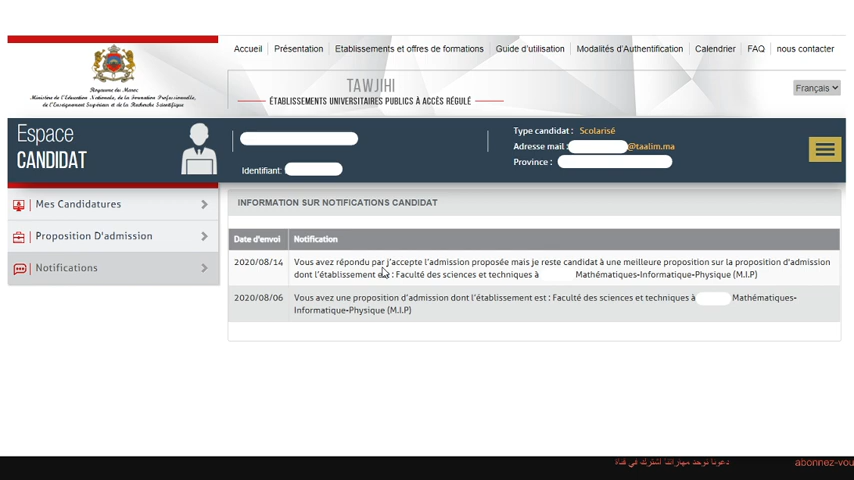 Accueil Présentation Etablissements et offres de formations Guide d'utilisation Modalités d'Authentification Calendrier FAQ nous contacter
Royaume du Maroc
Ministère de l'Éducation Nationale, de la Formation Professionnelle,
de l'Enseignement Supérieur et de la Recherche Scientifique
TAWJIHI
ÉTABLISSEMENTS UNIVERSITAIRES PUBLICS À ACCÈS RÉGULÉ
Français
Espace
CANDIDAT
Identifiant:
Type candidat : Scolarisé
Adresse mail : @taalim.ma
Province :
Mes Candidatures
Proposition D'admission
Notifications
INFORMATION SUR NOTIFICATIONS CANDIDAT
Date d'envoi Notification
2020/08/14 Vous avez répondu par j'accepte l'admission proposée mais je reste candidat à une meilleure proposition sur la proposition d'admission
dont l'établissement est : Faculté des sciences et techniques à Mathématiques-Informatique-Physique (M.I.P)
2020/08/06 Vous avez une proposition d'admission dont l'établissement est : Faculté des sciences et techniques à Mathématiques-
Informatique-Physique (M.I.P)
اشترك في قناة abonnez-vou